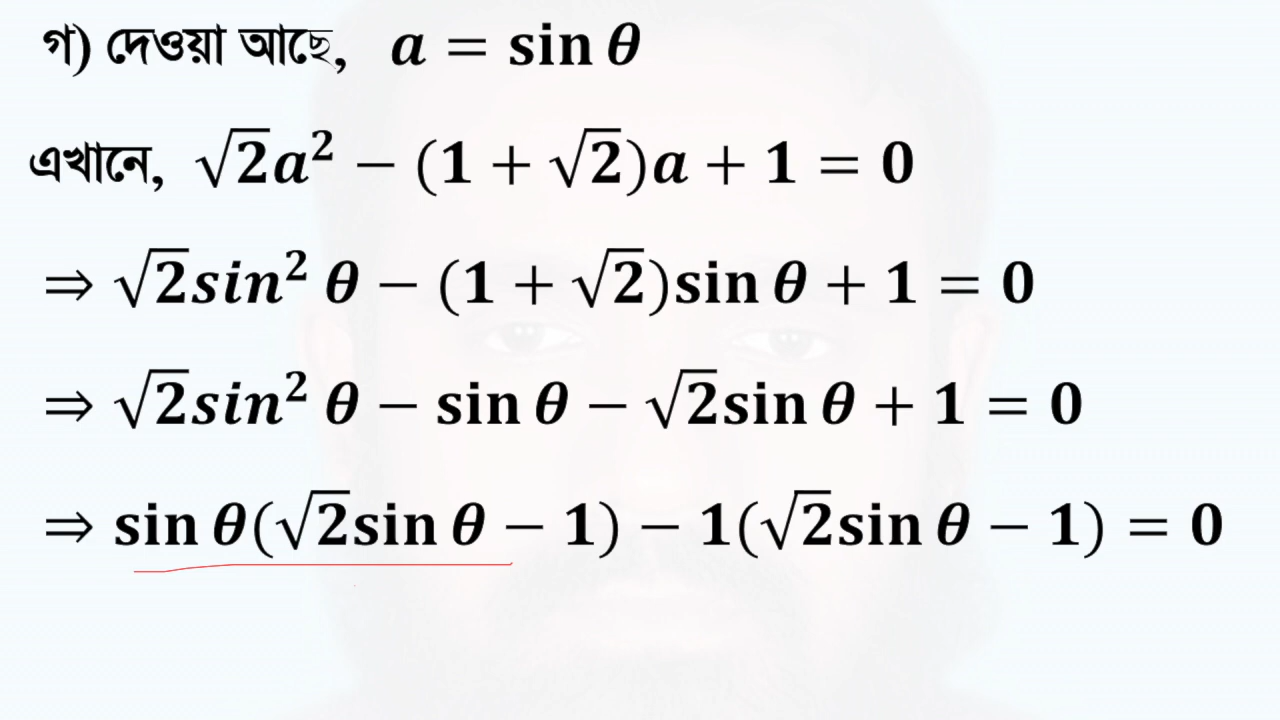 গ) দেওয়া আছে, a = sin θ
এখানে, √2a² − (1 + √2)a + 1 = 0
⇒ √2sin² θ − (1 + √2)sin θ + 1 = 0
⇒ √2sin² θ − sin θ − √2sin θ + 1 = 0
⇒ sin θ(√2sin θ − 1) − 1(√2sin θ − 1) = 0